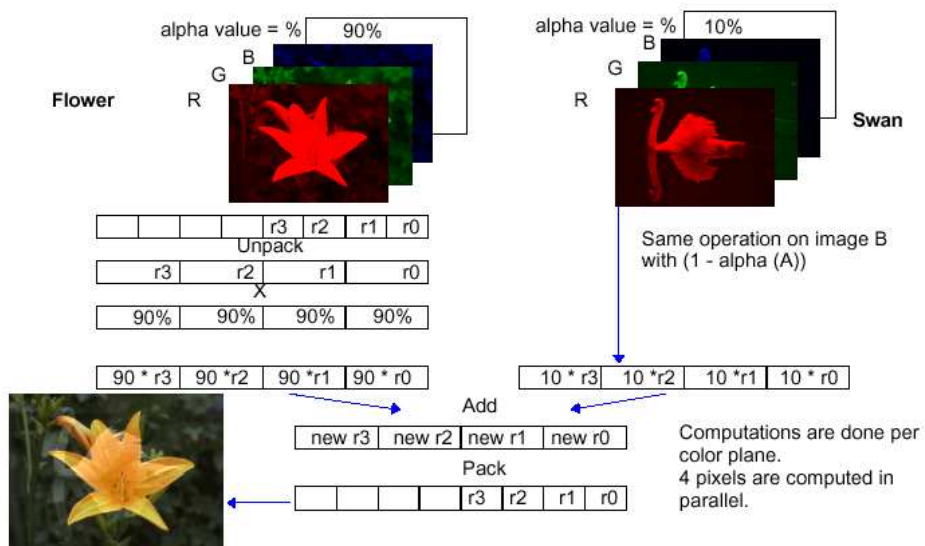 alpha value = % 90%
B
G
R
Flower
alpha value = % 10%
B
G
R
Swan
r3 r2 r1 r0
Unpack
r3 r2 r1 r0
X
90% 90% 90% 90%
90 * r3 90 *r2 90 *r1 90 * r0
Same operation on image B
with (1 - alpha (A))
10 * r3 10 *r2 10 *r1 10 * r0
Add
new r3 new r2 new r1 new r0
Pack
r3 r2 r1 r0
Computations are done per
color plane.
4 pixels are computed in
parallel.